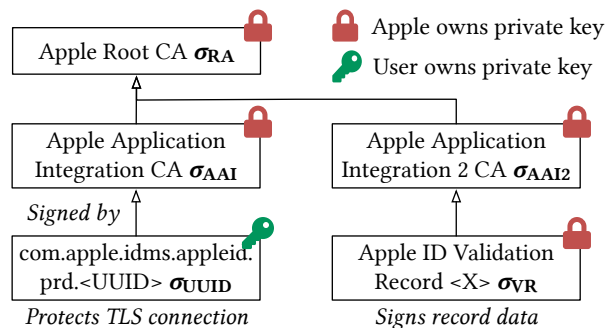 Apple Root CA σRA
Apple owns private key
User owns private key
Apple Application
Integration CA σAAI
Apple Application
Integration 2 CA σAAI2
Signed by
com.apple.idms.appleid.
prd.<UUID> σUUID
Apple ID Validation
Record <X> σVR
Protects TLS connection
Signs record data